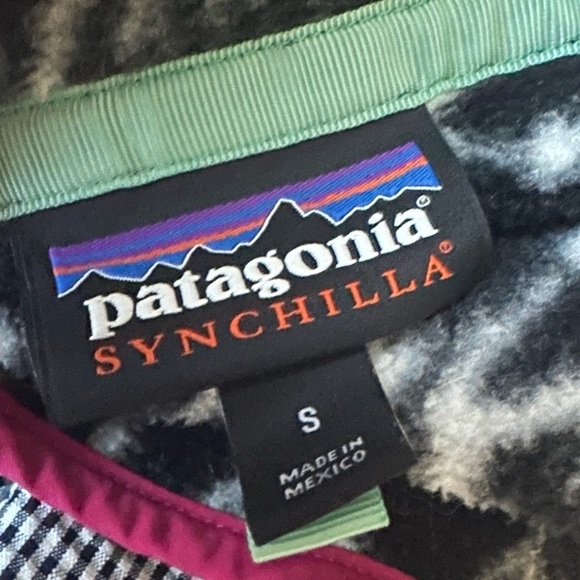 patagonia®
SYNCHILLA®
S
MADE IN
MEXICO